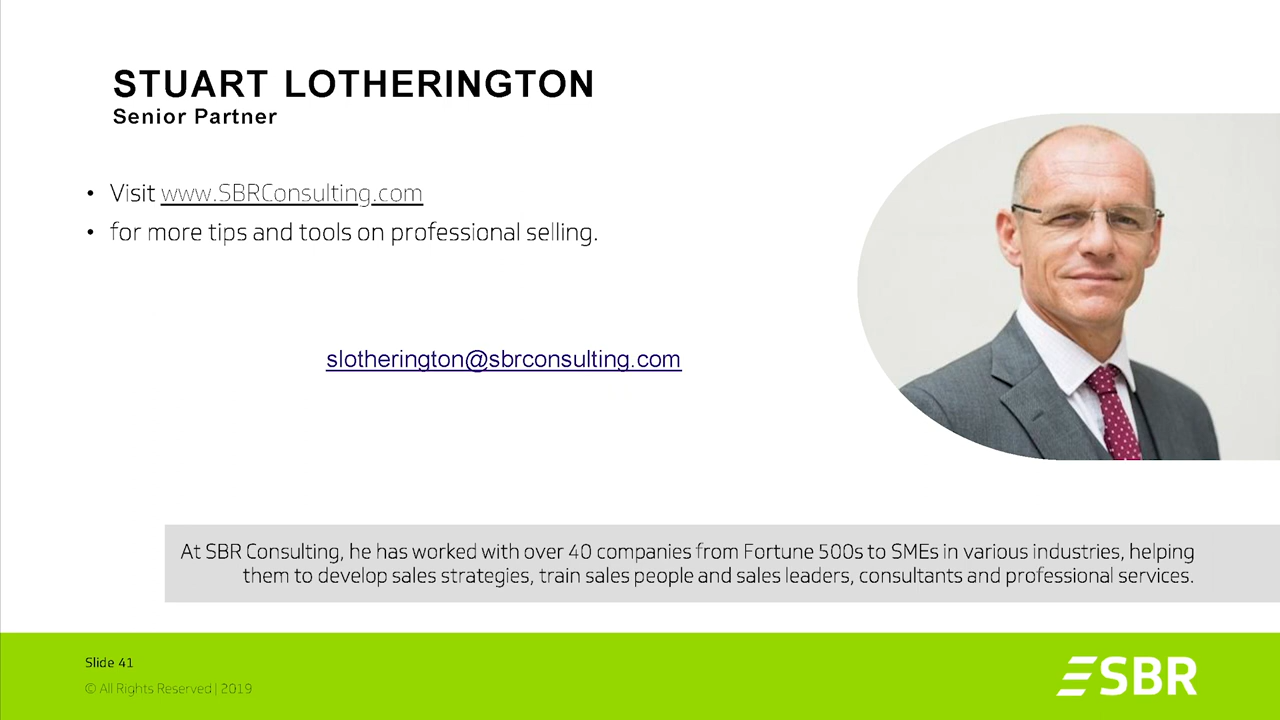 STUART LOTHERINGTON
Senior Partner
• Visit www.SBRConsulting.com
• for more tips and tools on professional selling.
slotherington@sbrconsulting.com
At SBR Consulting, he has worked with over 40 companies from Fortune 500s to SMEs in various industries, helping
them to develop sales strategies, train sales people and sales leaders, consultants and professional services.
Slide 41
© All Rights Reserved | 2019
SBR